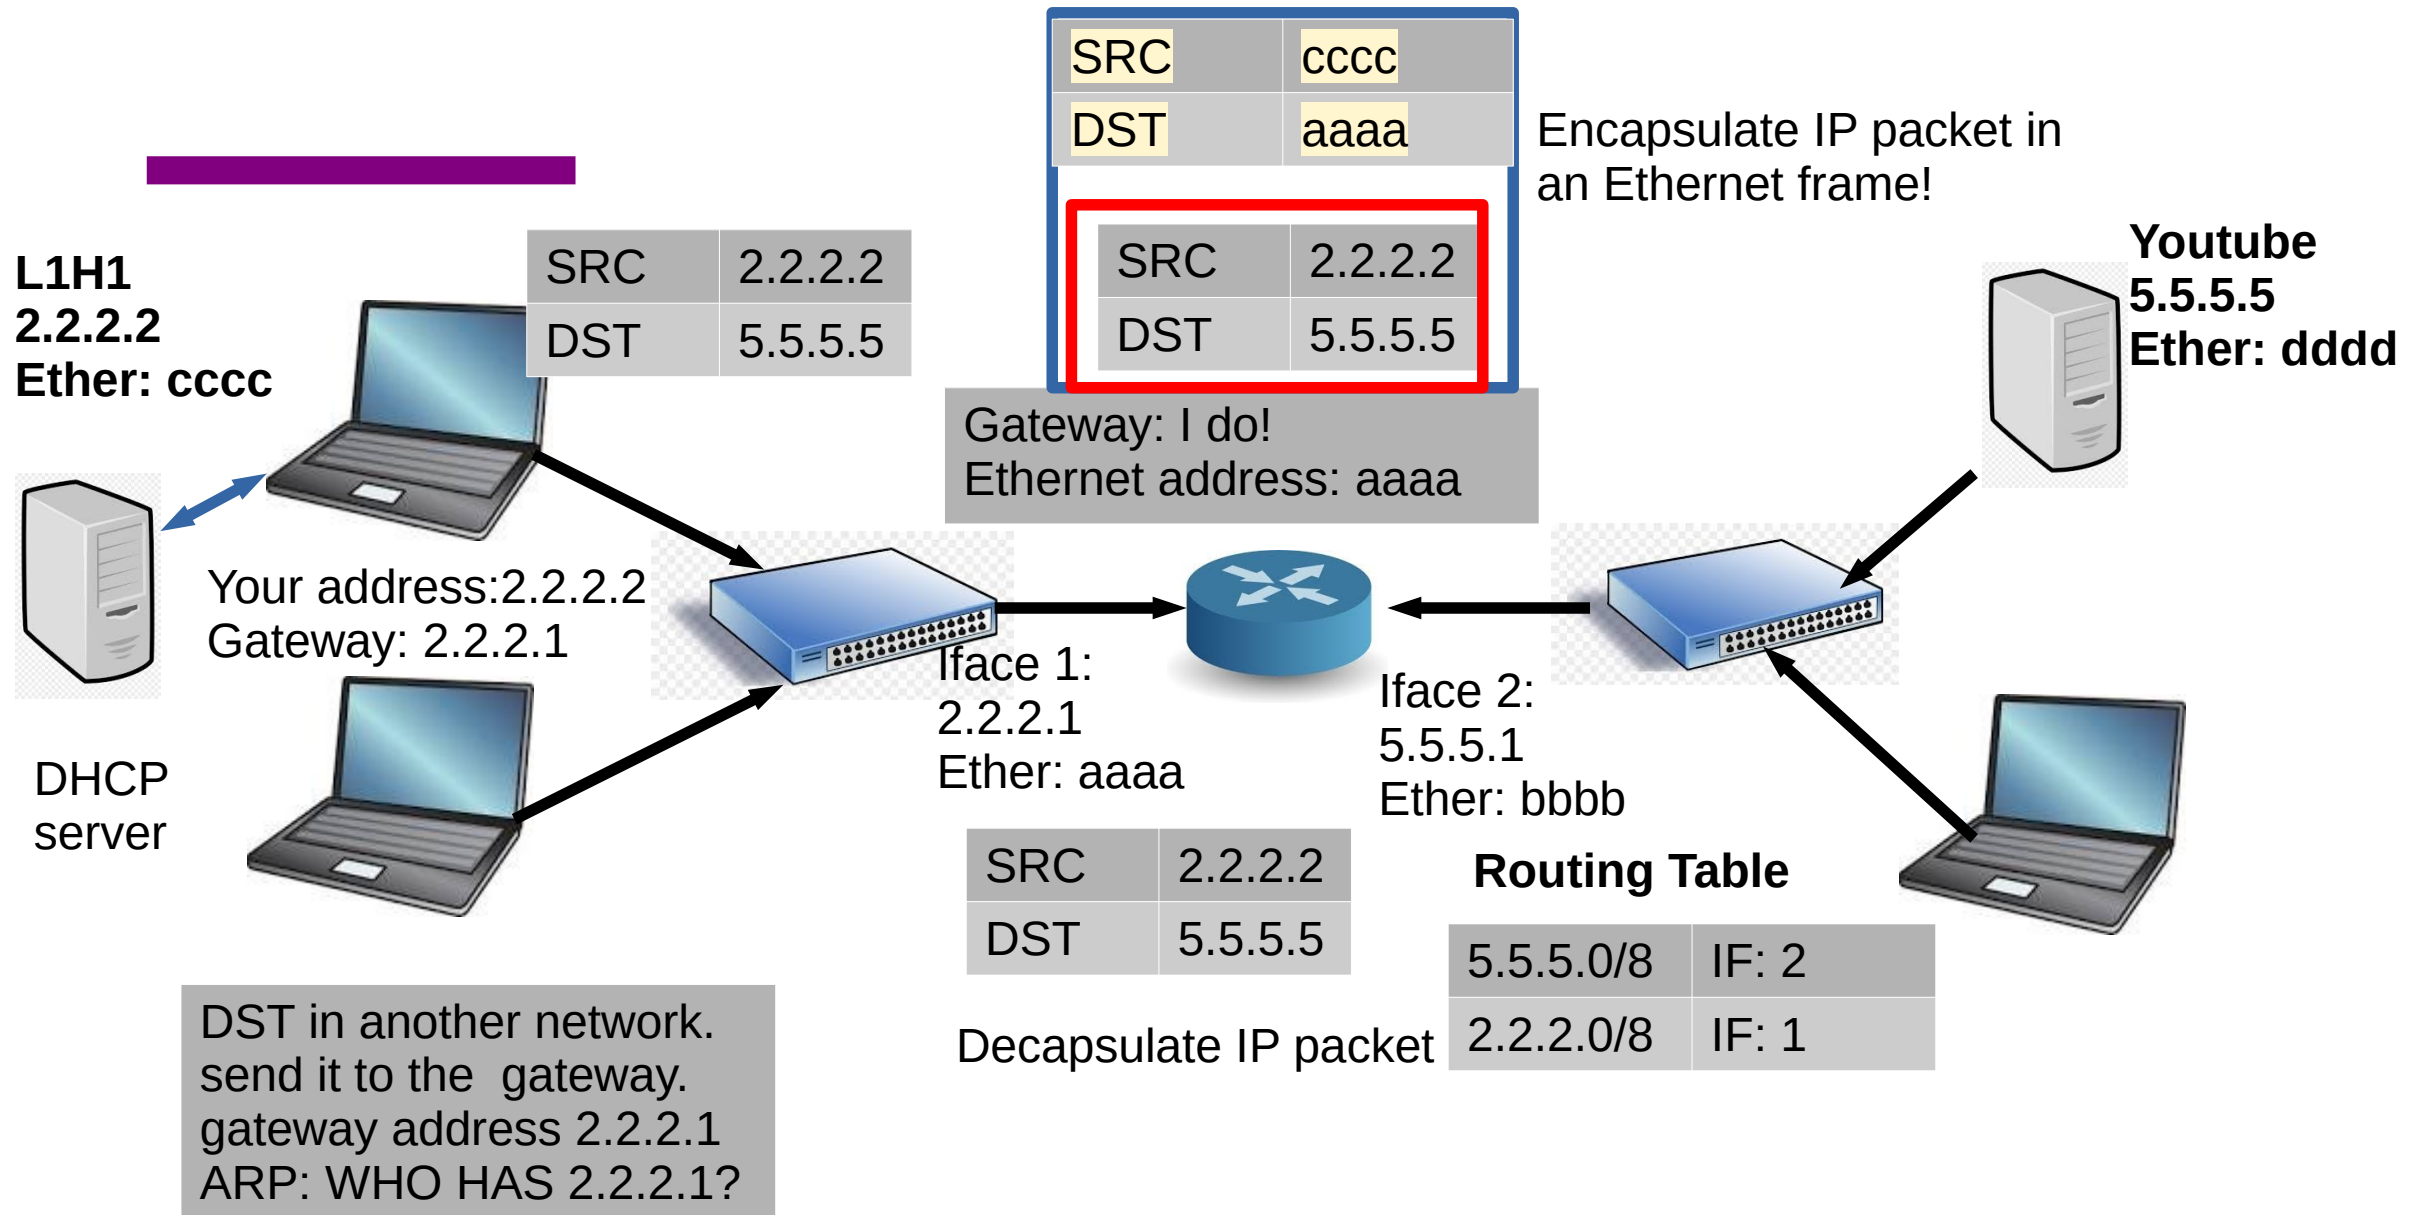 SRC cccc
DST aaaa
Encapsulate IP packet in
an Ethernet frame!
L1H1
2.2.2.2
Ether: cccc
SRC 2.2.2.2
DST 5.5.5.5
SRC 2.2.2.2
DST 5.5.5.5
Youtube
5.5.5.5
Ether: dddd
Gateway: I do!
Ethernet address: aaaa
Your address:2.2.2.2
Gateway: 2.2.2.1
Iface 1:
2.2.2.1
Ether: aaaa
Iface 2:
5.5.5.1
Ether: bbbb
DHCP
server
SRC 2.2.2.2
DST 5.5.5.5
Routing Table
5.5.5.0/8 IF: 2
2.2.2.0/8 IF: 1
Decapsulate IP packet
DST in another network.
send it to the  gateway.
gateway address 2.2.2.1
ARP: WHO HAS 2.2.2.1?